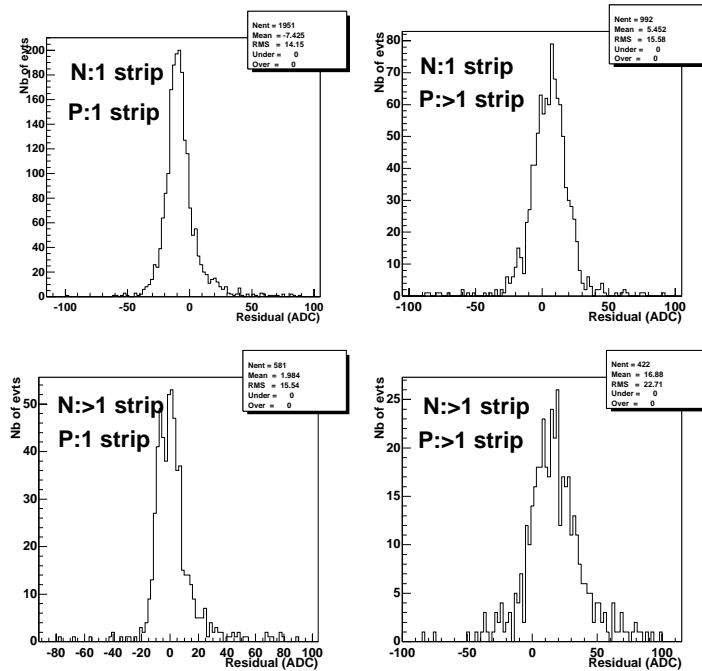 Nent = 1951
Mean = -7.425
RMS = 14.15
Under = 0
Over = 0
Nb of evts
200
180
160
140
120
100
80
60
40
20
0
N:1 strip
P:1 strip
-100 -50 0 50 100
Residual (ADC)
Nent = 992
Mean = 5.452
RMS = 15.58
Under = 0
Over = 0
Nb of evts
80
70
60
50
40
30
20
10
0
N:1 strip
P:>1 strip
-100 -50 0 50 100
Residual (ADC)
Nent = 581
Mean = 1.984
RMS = 15.54
Under = 0
Over = 0
Nb of evts
50
40
30
20
10
0
N:>1 strip
P:1 strip
-80 -60 -40 -20 0 20 40 60 80 100
Residual (ADC)
Nent = 422
Mean = 16.88
RMS = 22.71
Under = 0
Over = 0
Nb of evts
25
20
15
10
5
0
N:>1 strip
P:>1 strip
-100 -50 0 50 100
Residual (ADC)